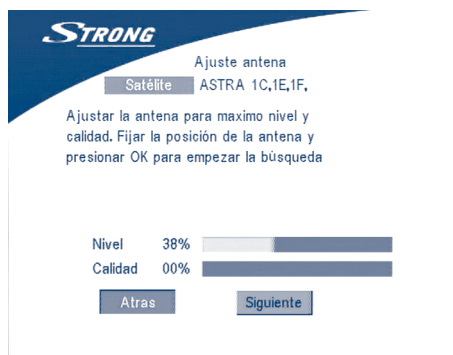 STRONG
Ajuste antena
Satélite ASTRA 1C,1E,1F,
Ajustar la antena para maximo nivel y
calidad. Fijar la posición de la antena y
presionar OK para empezar la bùsqueda
Nivel 38%
Calidad 00%
Atras Siguiente